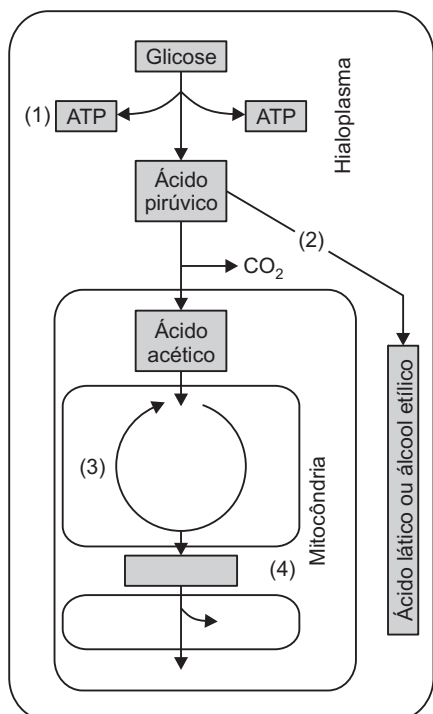 Glicose
(1)
ATP
ATP
Hialoplasma
Ácido
pirúvico
(2)
CO₂
Ácido
acético
(3)
Mitocôndria
(4)
Ácido lático ou álcool etílico